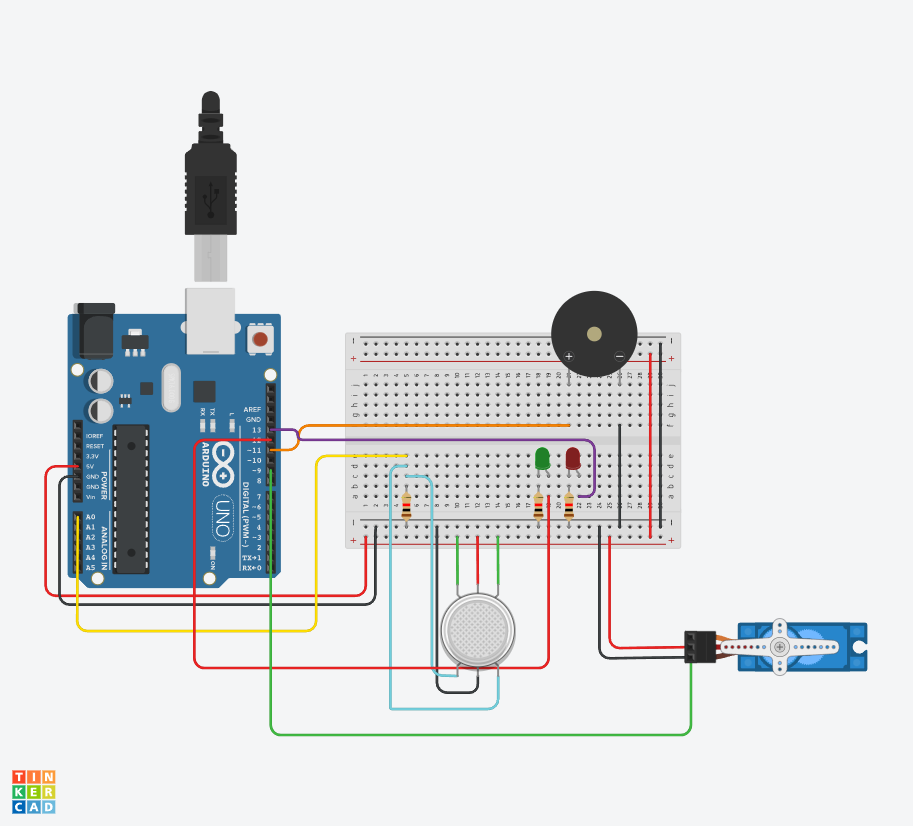 AREF
GND
IOREF
RESET
3.3V
5V
GND
GND
Vin
POWER
A0
A1
A2
A3
A4
A5
ANALOG IN
RX
TX
L
ARDUINO
UNO
ON
13
12
~11
~10
~9
8
7
~6
~5
4
~3
2
TX→1
RX←0
DIGITAL (PWM~)
TIN
KER
CAD